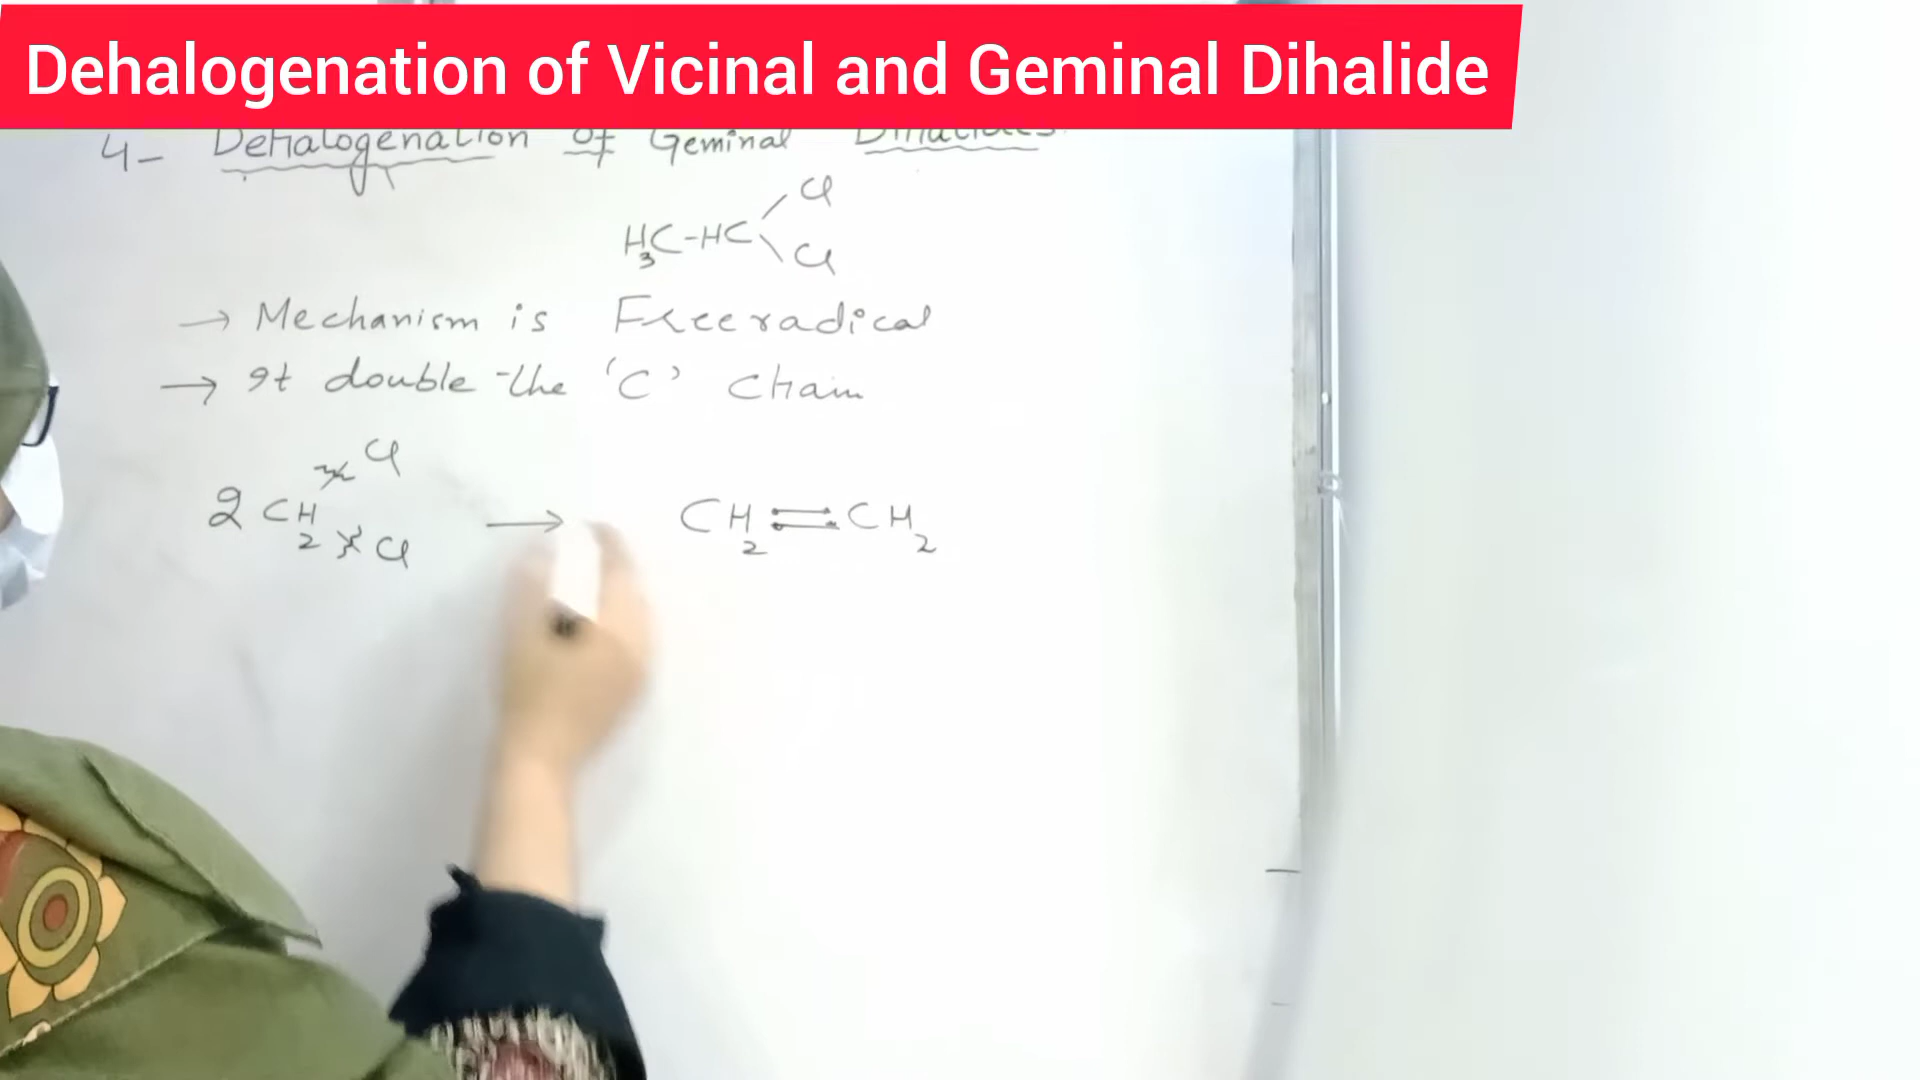 Dehalogenation of Vicinal and Geminal Dihalide
4- Dehalogenation of Geminal Dihalides
Cl
H3C-HC
Cl
→ Mechanism is Freeradical
→ It double the 'C' chain
Cl
2 CH2 → CH2=CH2
Cl